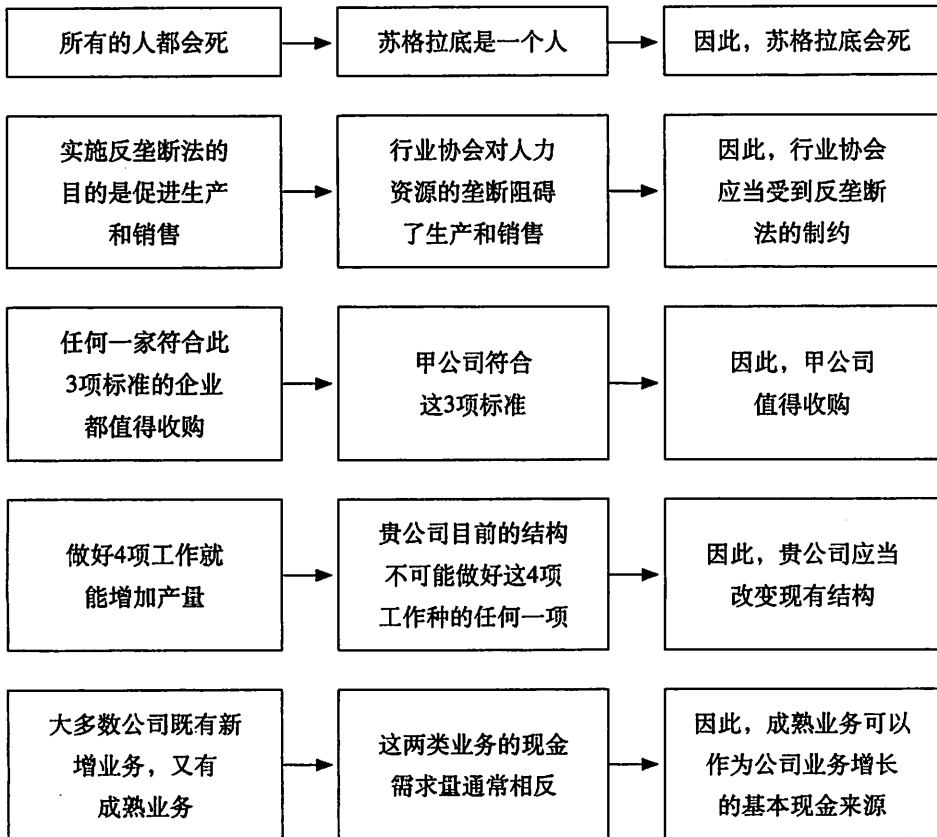 所有的人都会死
苏格拉底是一个人
因此，苏格拉底会死
实施反垄断法的
目的是促进生产
和销售
行业协会对人力
资源的垄断阻碍
了生产和销售
因此，行业协会
应当受到反垄断
法的制约
任何一家符合此
3项标准的企业
都值得收购
甲公司符合
这3项标准
因此，甲公司
值得收购
做好4项工作就
能增加产量
贵公司目前的结构
不可能做好这4项
工作种的任何一项
因此，贵公司应当
改变现有结构
大多数公司既有新
增业务，又有
成熟业务
这两类业务的现金
需求量通常相反
因此，成熟业务可以
作为公司业务增长
的基本现金来源